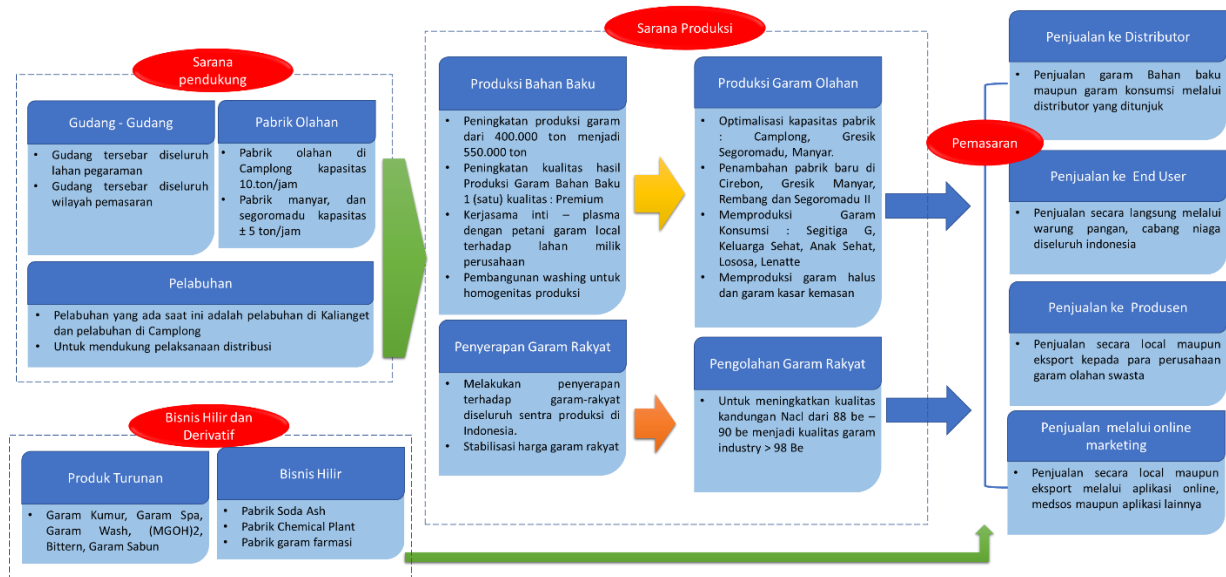 Sarana
pendukung
Gudang - Gudang
• Gudang tersebar diseluruh
lahan pegaraman
• Gudang tersebar diseluruh
wilayah pemasaran
Pabrik Olahan
• Pabrik olahan di
Camplong kapasitas
10.ton/jam
• Pabrik manyar, dan
segoromadu kapasitas
± 5 ton/jam
Pelabuhan
• Pelabuhan yang ada saat ini adalah pelabuhan di Kalianget
dan pelabuhan di Camplong
• Untuk mendukung pelaksanaan distribusi
Bisnis Hilir dan
Derivatif
Produk Turunan
• Garam Kumur, Garam Spa,
Garam Wash, (MGOH)2,
Bittern, Garam Sabun
Bisnis Hilir
• Pabrik Soda Ash
• Pabrik Chemical Plant
• Pabrik garam farmasi
Sarana Produksi
Produksi Bahan Baku
• Peningkatan produksi garam
dari 400.000 ton menjadi
550.000 ton
• Peningkatan kualitas hasil
Produksi Garam Bahan Baku
1 (satu) kualitas : Premium
• Kerjasama inti – plasma
dengan petani garam local
terhadap lahan milik
perusahaan
• Pembangunan washing untuk
homogenitas produksi
Produksi Garam Olahan
• Optimalisasi kapasitas pabrik
: Camplong, Gresik
Segoromadu, Manyar.
• Penambahan pabrik baru di
Cirebon, Gresik Manyar,
Rembang dan Segoromadu II
• Memproduksi Garam
Konsumsi : Segitiga G,
Keluarga Sehat, Anak Sehat,
Lososa, Lenatte
• Memproduksi garam halus
dan garam kasar kemasan
Penyerapan Garam Rakyat
• Melakukan penyerapan
terhadap garam-rakyat
diseluruh sentra produksi di
Indonesia.
• Stabilisasi harga garam rakyat
Pengolahan Garam Rakyat
• Untuk meningkatkan kualitas
kandungan Nacl dari 88 be –
90 be menjadi kualitas garam
industry > 98 Be
Pemasaran
Penjualan ke Distributor
• Penjualan garam Bahan baku
maupun garam konsumsi melalui
distributor yang ditunjuk
Penjualan ke End User
• Penjualan secara langsung melalui
warung pangan, cabang niaga
diseluruh indonesia
Penjualan ke Produsen
• Penjualan secara local maupun
eksport kepada para perusahaan
garam olahan swasta
Penjualan melalui online
marketing
• Penjualan secara local maupun
eksport melalui aplikasi online,
medsos maupun aplikasi lainnya